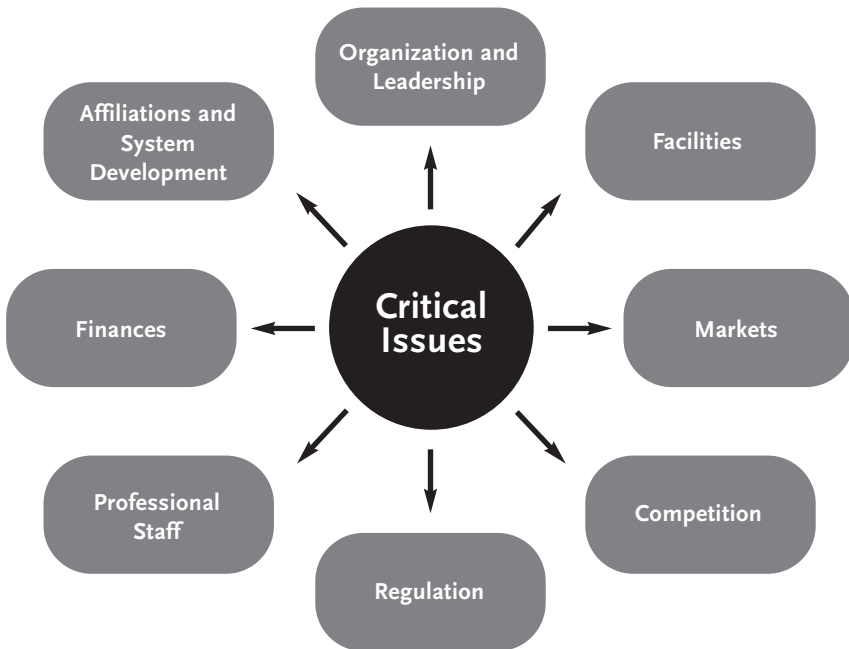 Organization and
Leadership
Affiliations and
System
Development
Facilities
Critical
Issues
Finances
Markets
Professional
Staff
Competition
Regulation